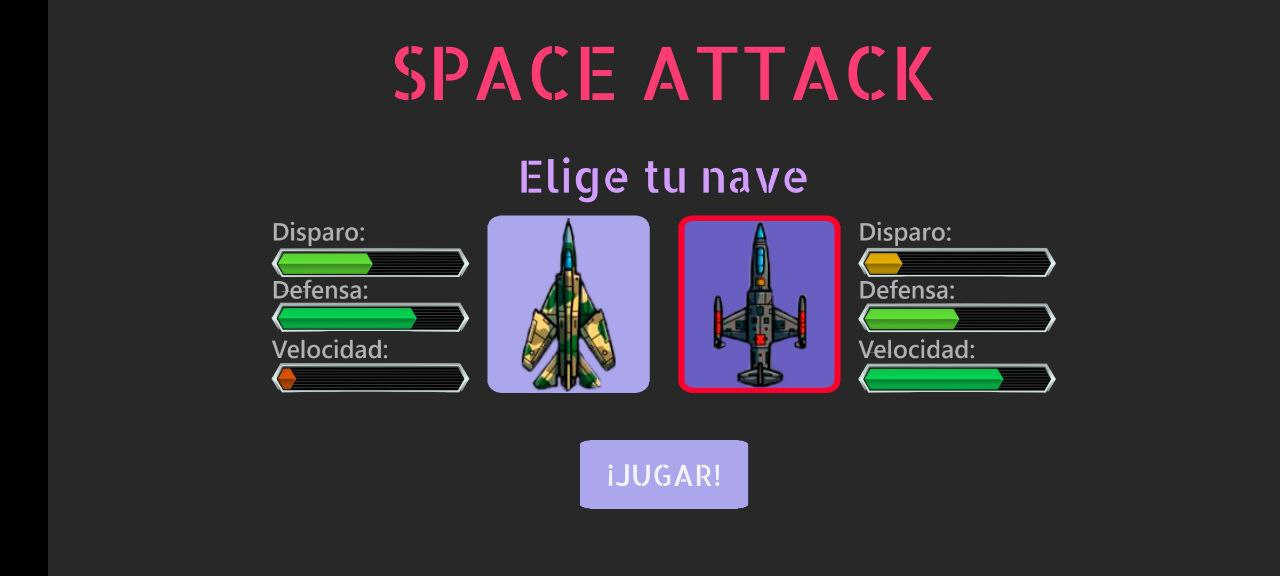 SPACE ATTACK
Elige tu nave
Disparo:
Defensa:
Velocidad:
Disparo:
Defensa:
Velocidad:
¡JUGAR!